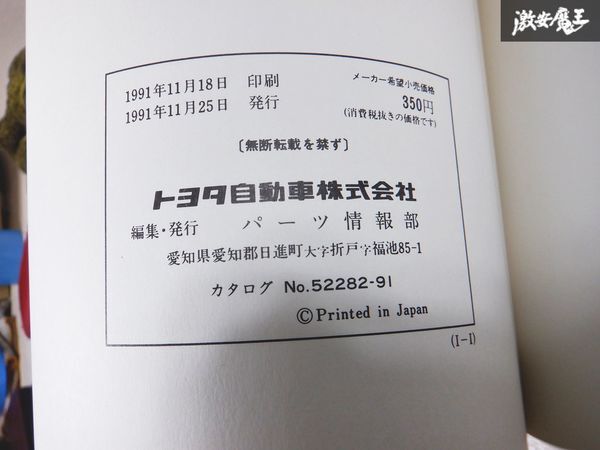 激安魔王
1991年11月18日 印刷
メーカー希望小売価格
1991年11月25日 発行
350円
(消費税抜きの価格です)
〔無断転載を禁ず〕
トヨタ自動車株式会社
編集・発行 パーツ情報部
愛知県愛知郡日進町大字折戸字福池85-1
カタログ No.52282-91
©Printed in Japan
(I-I)